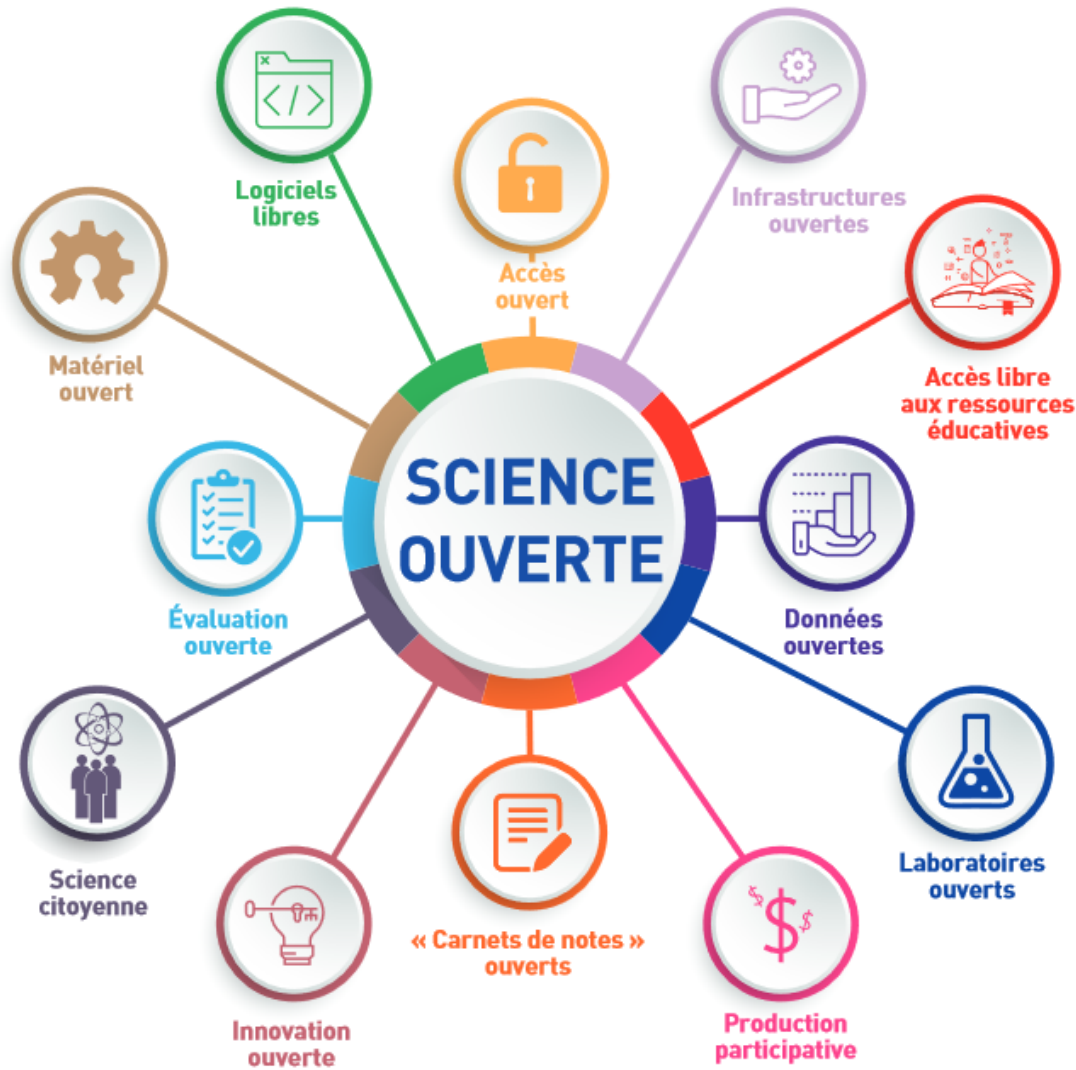 SCIENCE
OUVERTE
Accès
ouvert
Infrastructures
ouvertes
Accès libre
aux ressources
éducatives
Données
ouvertes
Laboratoires
ouverts
Production
participative
« Carnets de notes »
ouverts
Innovation
ouverte
Science
citoyenne
Évaluation
ouverte
Matériel
ouvert
Logiciels
libres